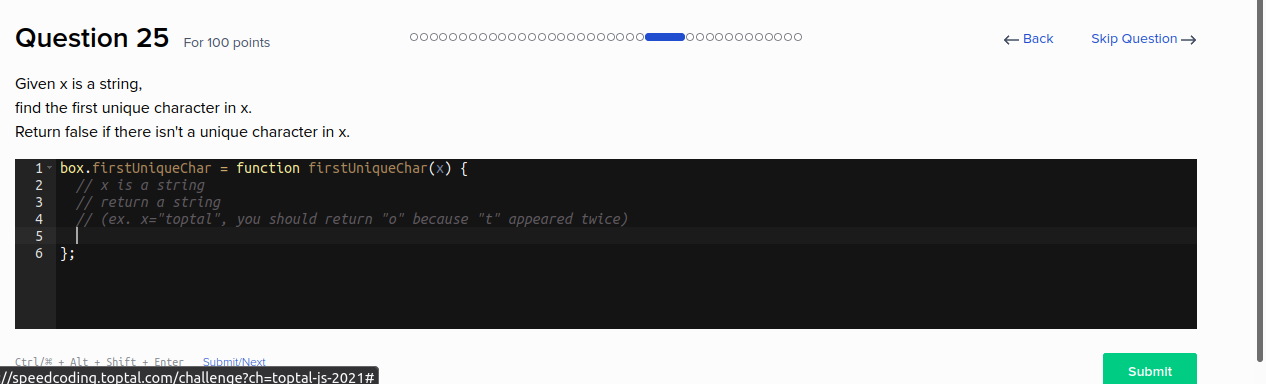 Question 25 For 100 points ← Back Skip Question →
Given x is a string,
find the first unique character in x.
Return false if there isn't a unique character in x.
1 box.firstUniqueChar = function firstUniqueChar(x) {
2 // x is a string
3 // return a string
4 // (ex. x="toptal", you should return "o" because "t" appeared twice)
5
6 };
Ctrl/⌘ + Alt + Shift + Enter Submit/Next
//speedcoding.toptal.com/challenge?ch=toptal-js-2021#
Submit